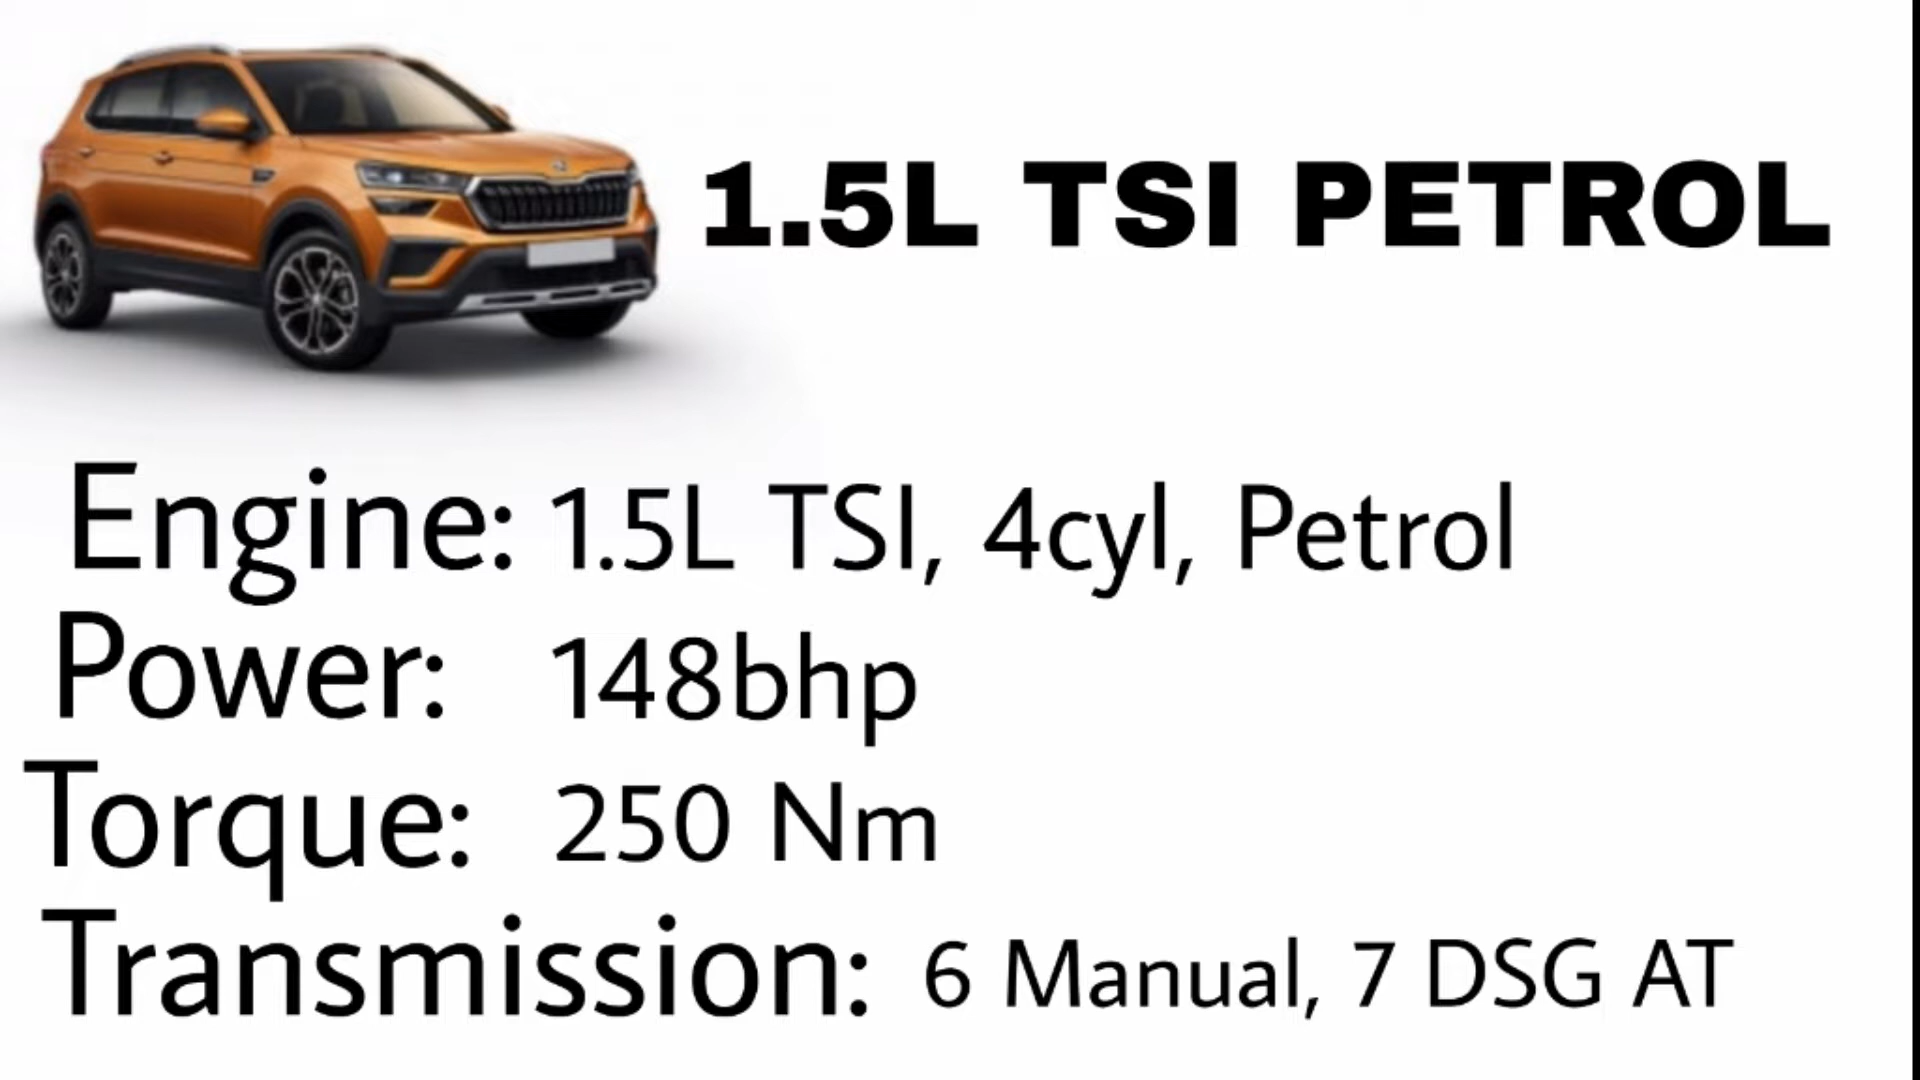 1.5L TSI PETROL
Engine: 1.5L TSI, 4cyl, Petrol
Power: 148bhp
Torque: 250 Nm
Transmission: 6 Manual, 7 DSG AT